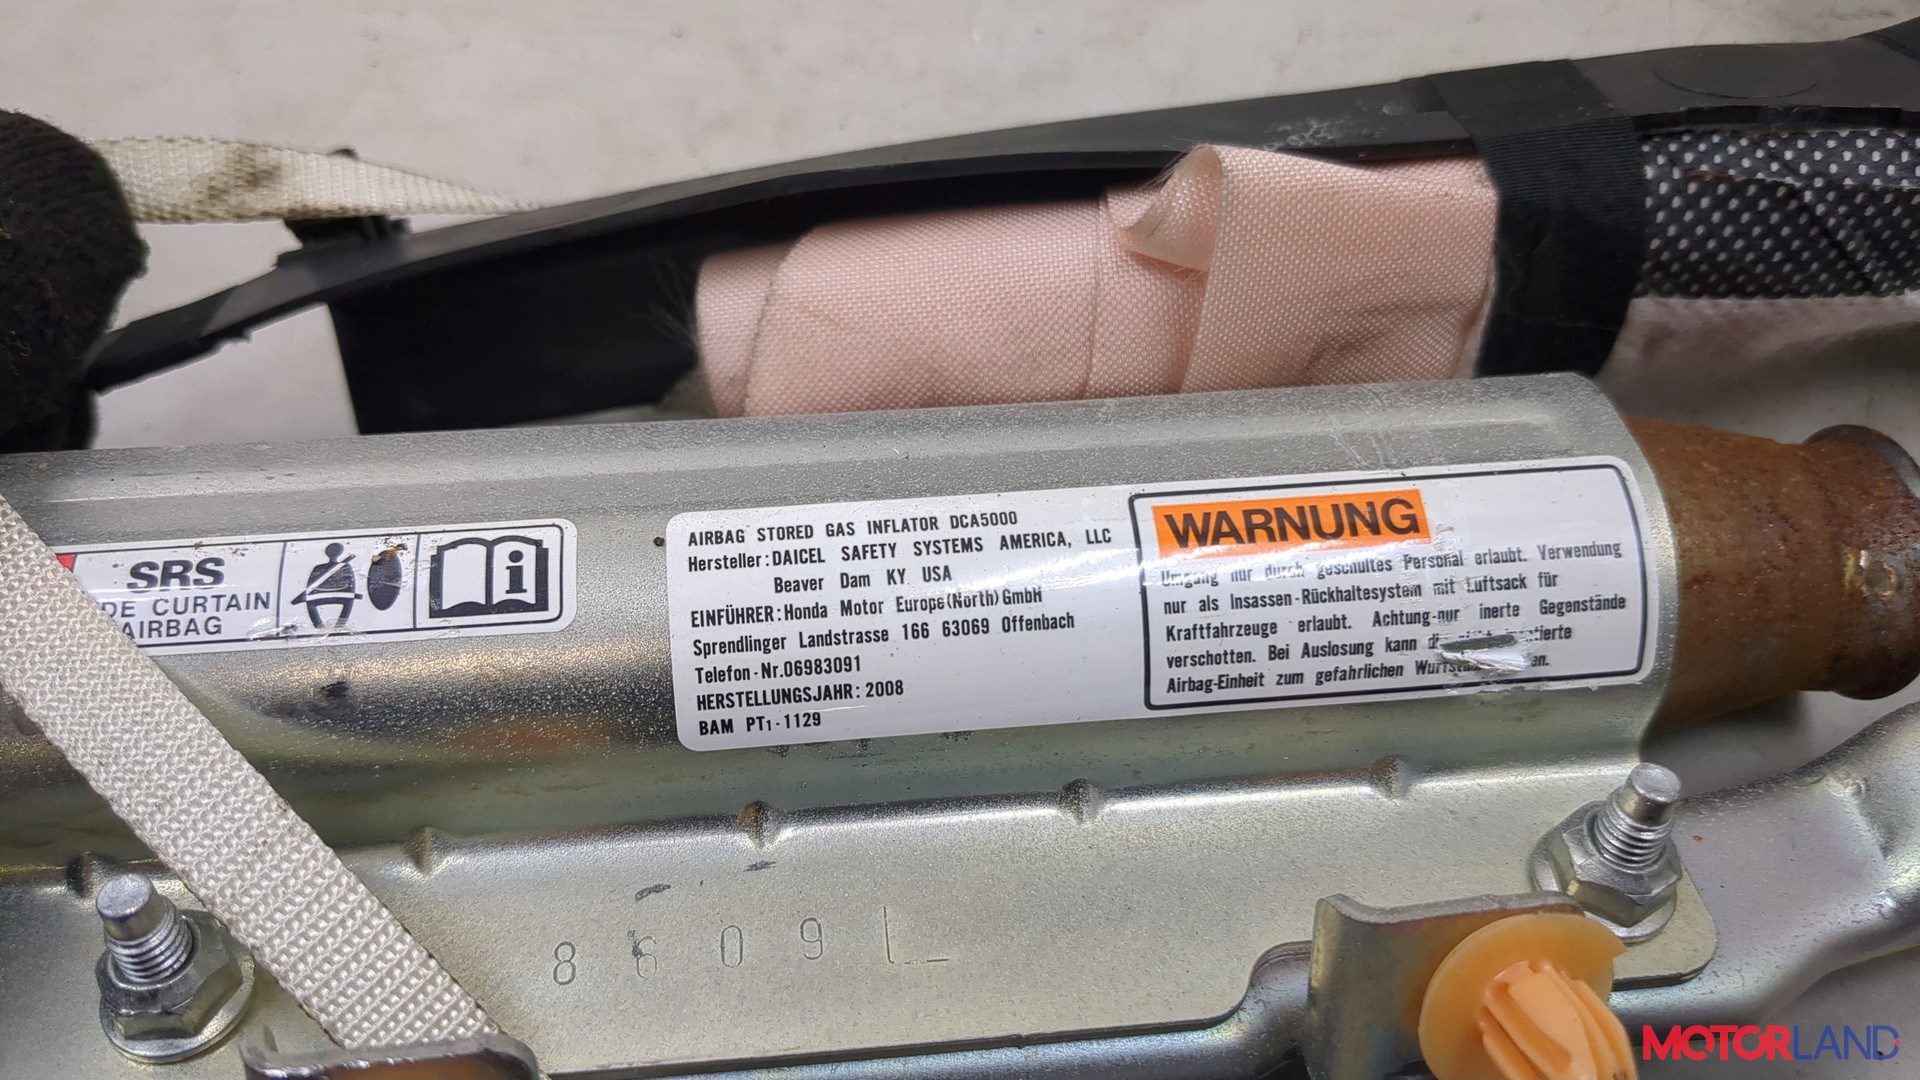 SRS
DE CURTAIN
AIRBAG
AIRBAG STORED GAS INFLATOR DCA5000
Hersteller: DAICEL SAFETY SYSTEMS AMERICA, LLC
Beaver Dam KY USA
EINFÜHRER: Honda Motor Europe (North) GmbH
Sprendlinger Landstrasse 166 63069 Offenbach
Telefon-Nr. 06983091
HERSTELLUNGSJAHR: 2008
BAM PT1-1129
WARNUNG
Umgang nur durch geschultes Personal erlaubt. Verwendung
nur als Insassen-Rückhaltesystem mit Luftsack für
Kraftfahrzeuge erlaubt. Achtung-nur inerte Gegenstände
verschotten. Bei Auslosung kann
Airbag-Einheit zum gefahrlichen
8609L
MOTORLAND